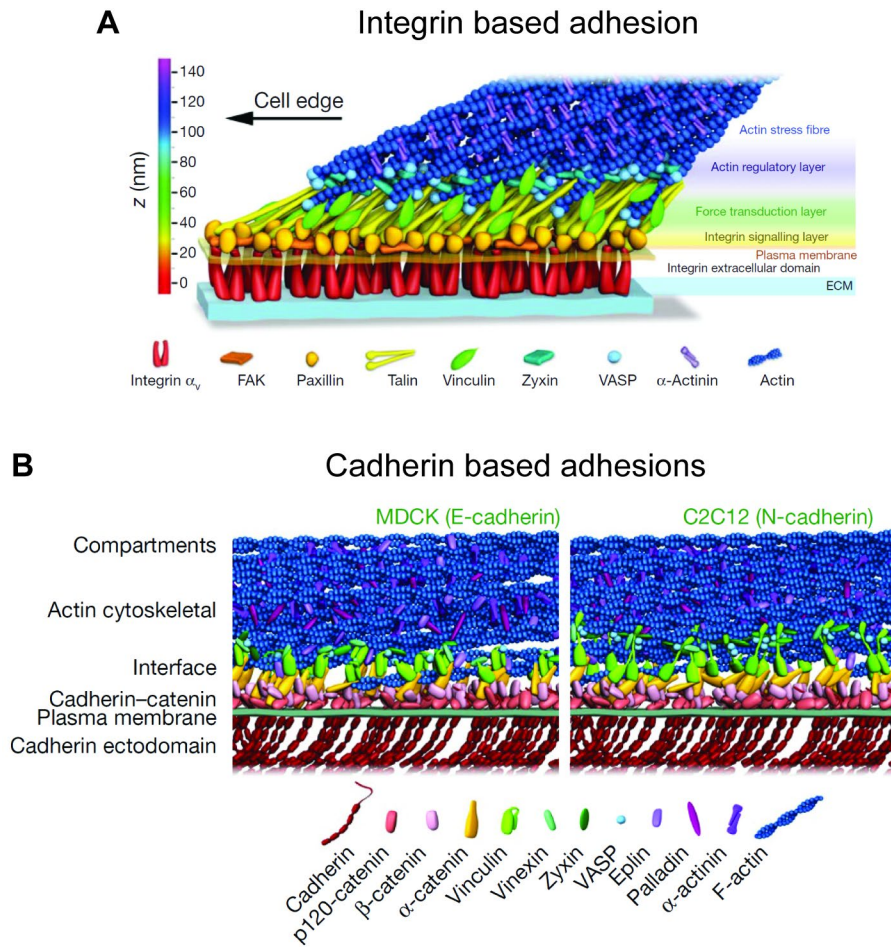 A
Integrin based adhesion
z (nm)
140
120
100
80
60
40
20
0
Cell edge
Actin stress fibre
Actin regulatory layer
Force transduction layer
Integrin signalling layer
Plasma membrane
Integrin extracellular domain
ECM
Integrin αv
FAK
Paxillin
Talin
Vinculin
Zyxin
VASP
α-Actinin
Actin
B
Cadherin based adhesions
MDCK (E-cadherin)
C2C12 (N-cadherin)
Compartments
Actin cytoskeletal
Interface
Cadherin–catenin
Plasma membrane
Cadherin ectodomain
Cadherin
p120-catenin
β-catenin
α-catenin
Vinculin
Vinexin
Zyxin
VASP
Eplin
Palladin
α-actinin
F-actin